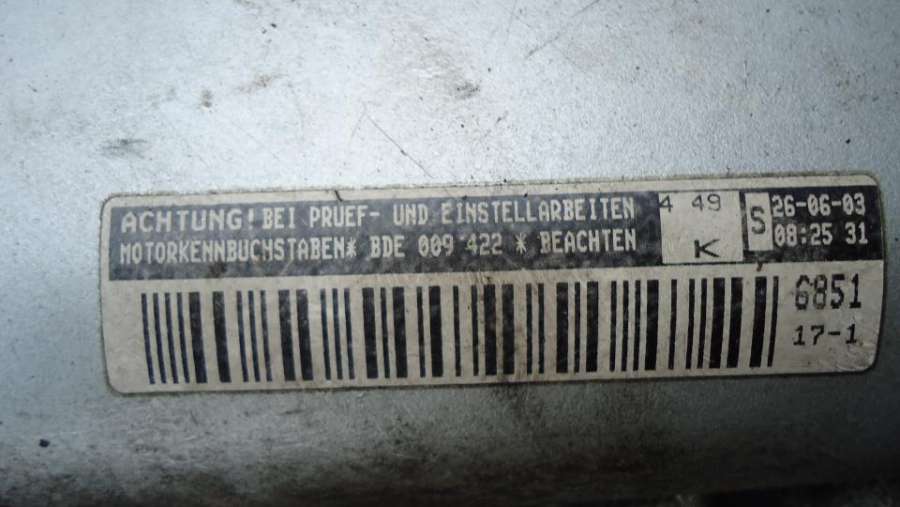 ACHTUNG! BEI PRUEF- UND EINSTELLARBEITEN
MOTORKENNBUCHSTABEN* BDE 009 422 * BEACHTEN
4 49
K
S
26-06-03
08:25 31
6851
17-1